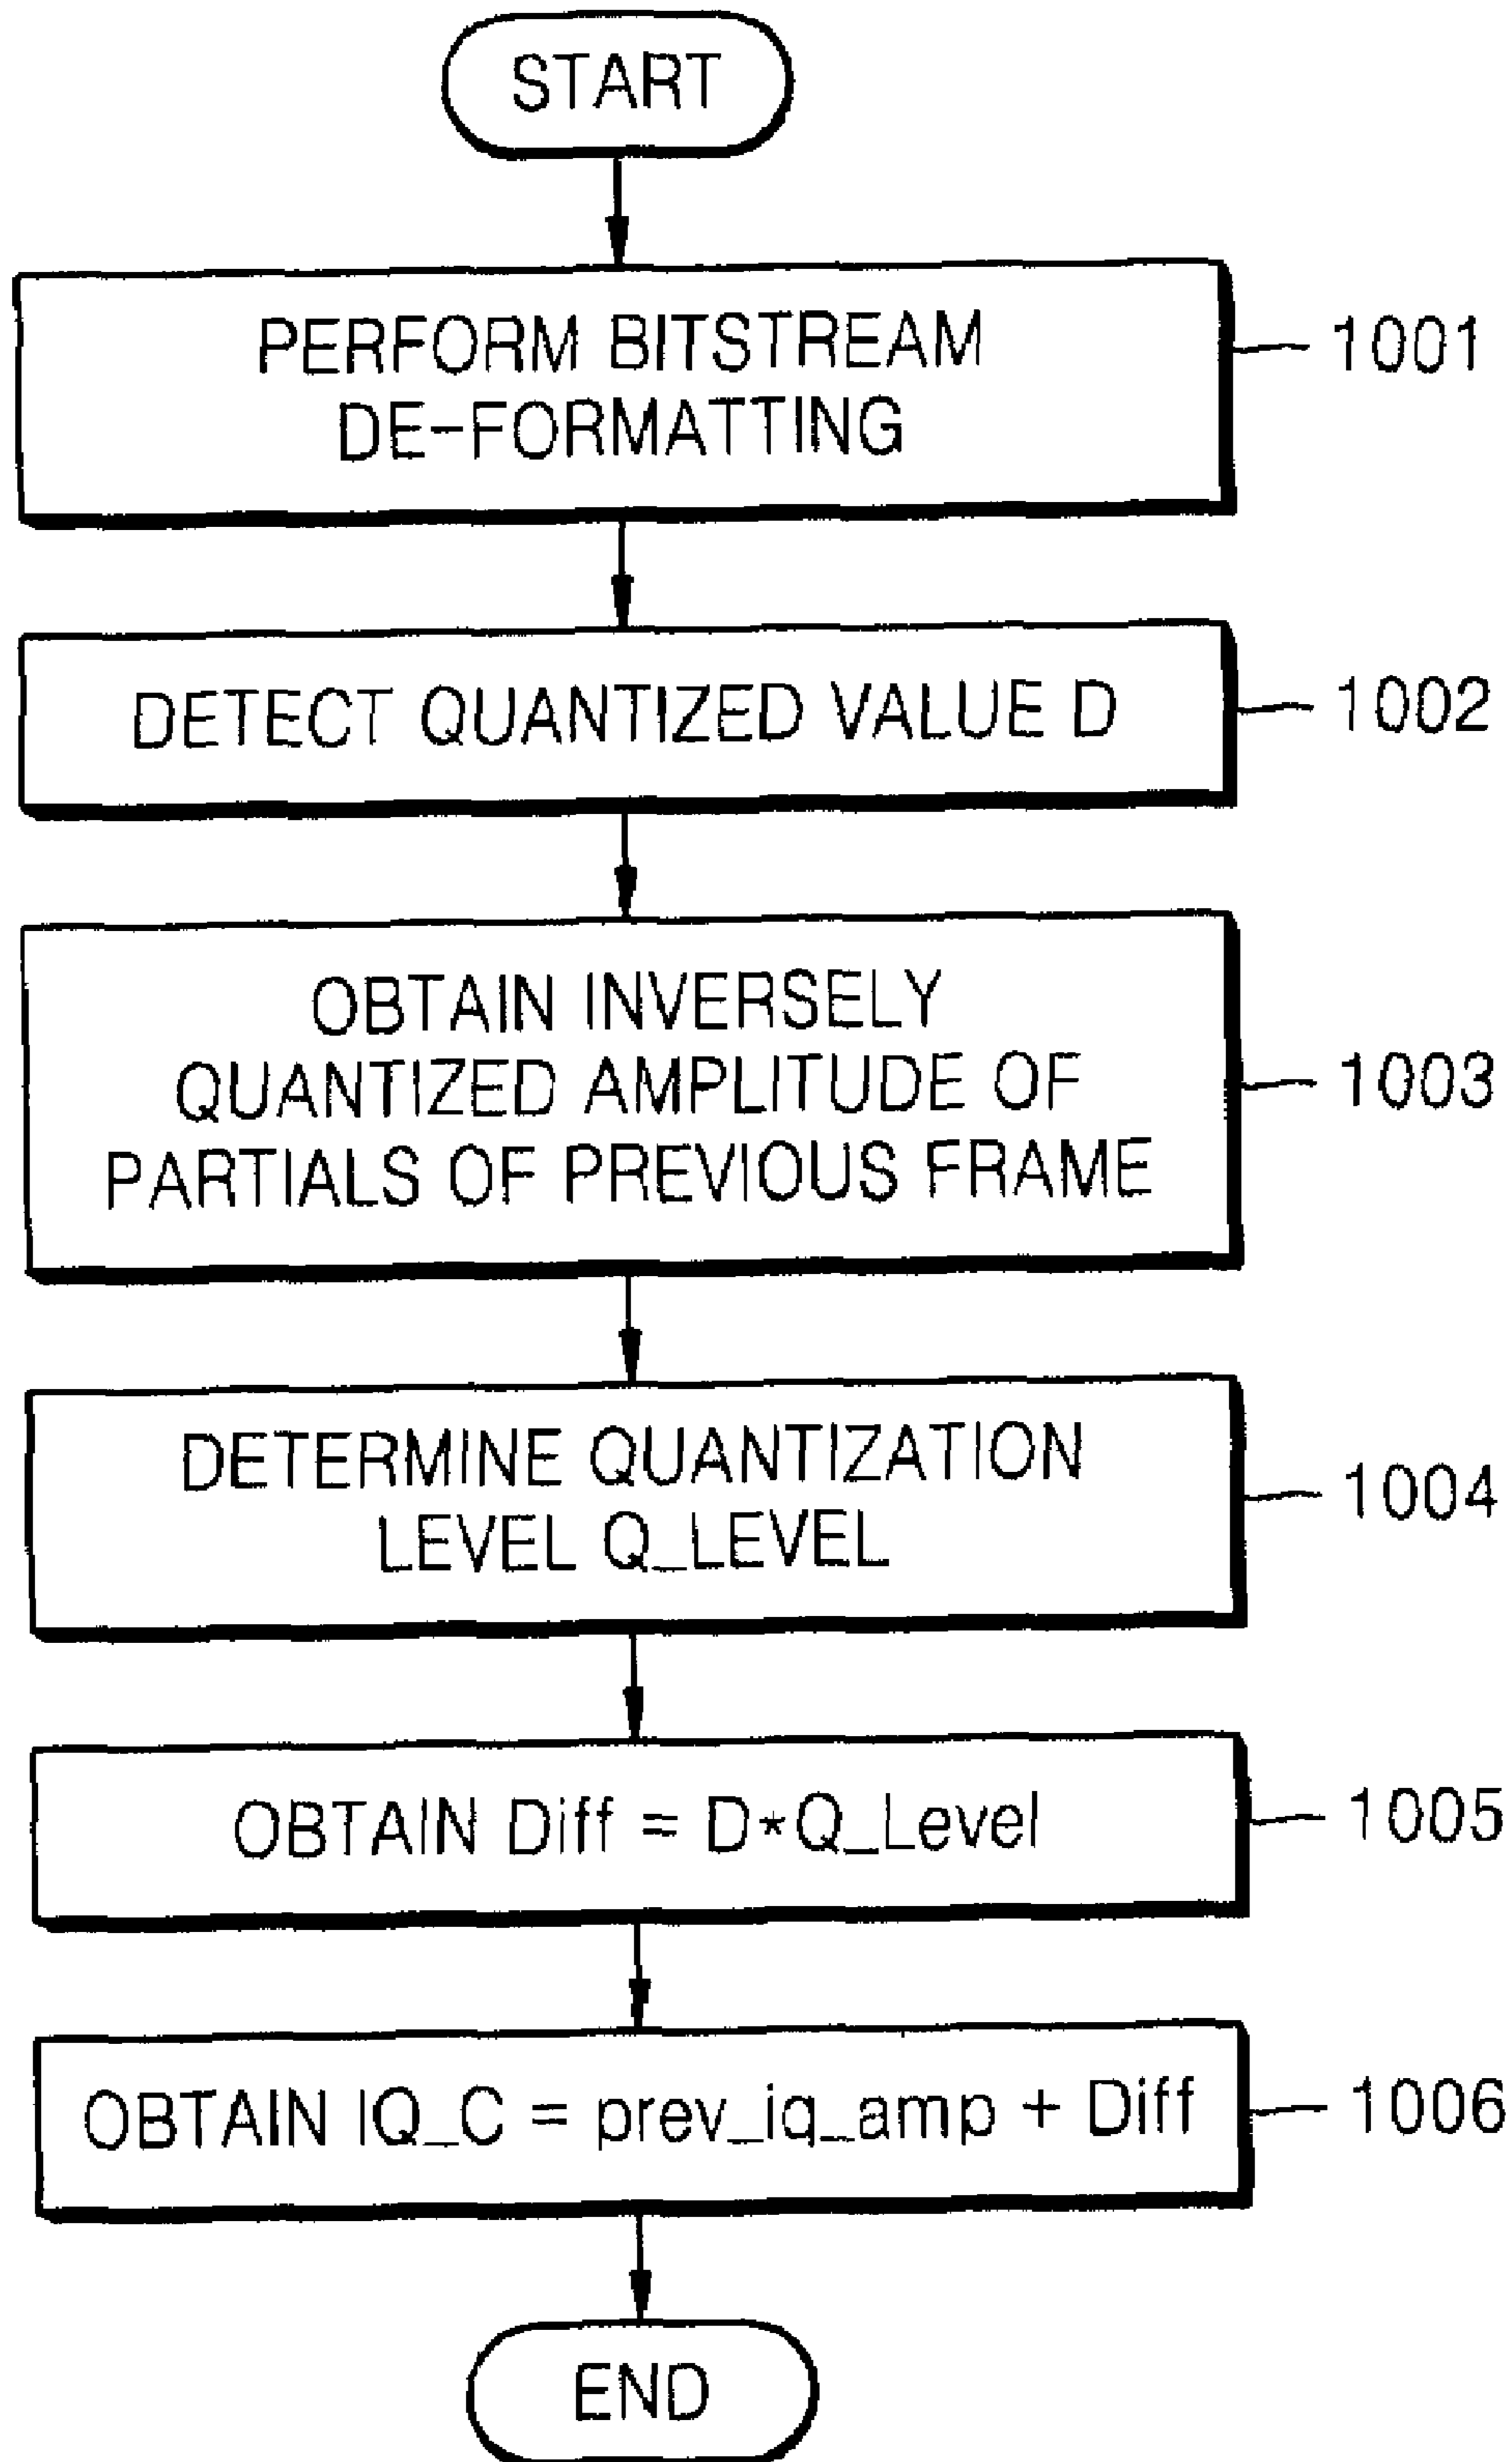 START
PERFORM BITSTREAM
DE-FORMATTING
1001
DETECT QUANTIZED VALUE D
1002
OBTAIN INVERSELY
QUANTIZED AMPLITUDE OF
PARTIALS OF PREVIOUS FRAME
1003
DETERMINE QUANTIZATION
LEVEL Q_LEVEL
1004
OBTAIN Diff = D*Q_Level
1005
OBTAIN IQ_C = prev_iq_amp + Diff
1006
END